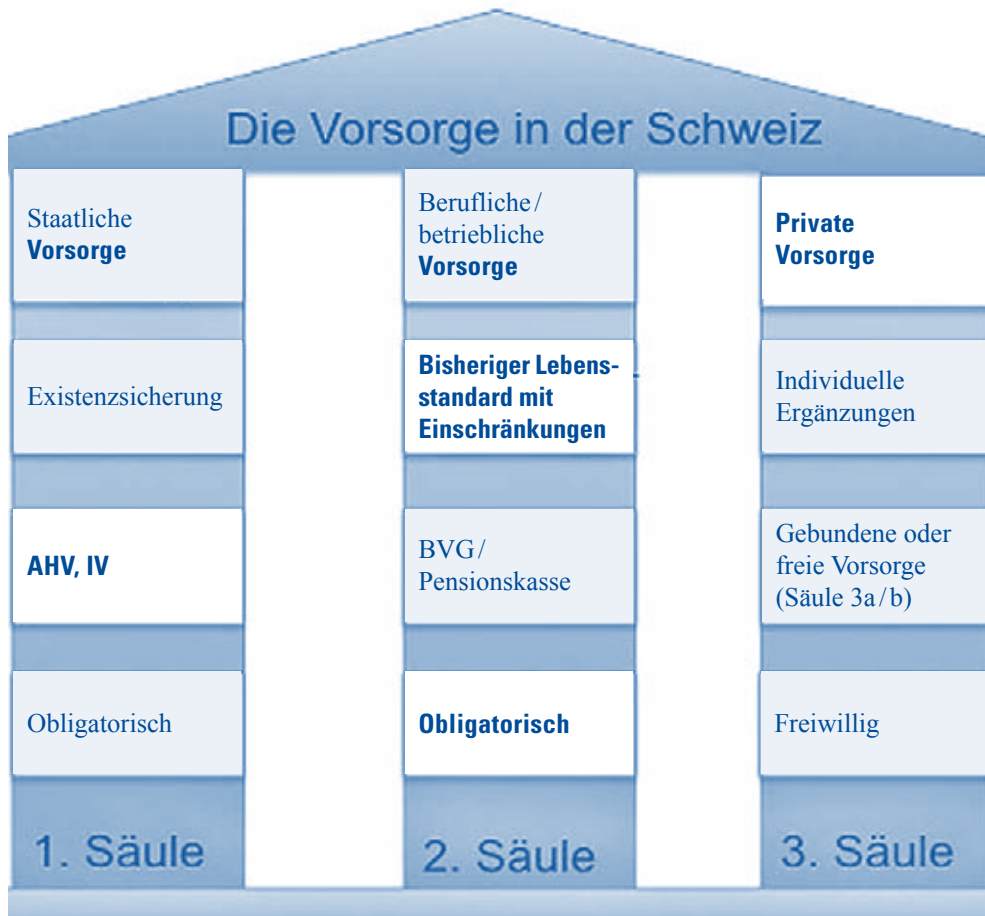 Die Vorsorge in der Schweiz
Staatliche
Vorsorge
Existenzsicherung
AHV, IV
Obligatorisch
1. Säule
Berufliche/
betriebliche
Vorsorge
Bisheriger Lebens-
standard mit
Einschränkungen
BVG/
Pensionskasse
Obligatorisch
2. Säule
Private
Vorsorge
Individuelle
Ergänzungen
Gebundene oder
freie Vorsorge
(Säule 3a/b)
Freiwillig
3. Säule